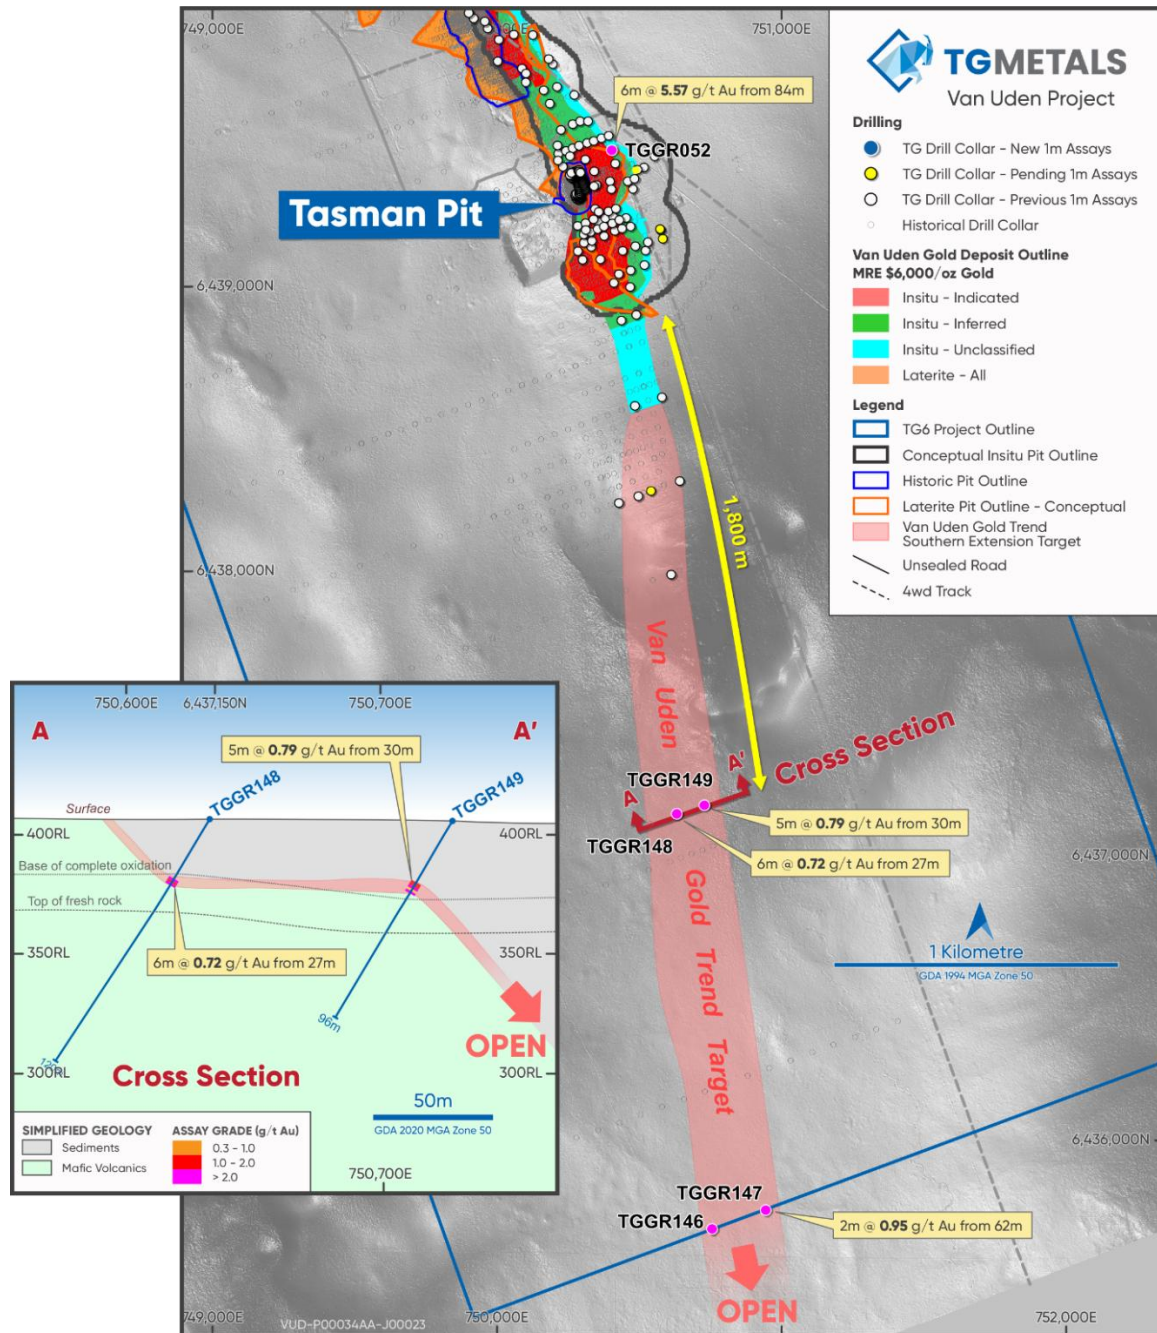 749,000E
751,000E
TGMETALS
Van Uden Project
Drilling
TG Drill Collar - New 1m Assays
TG Drill Collar - Pending 1m Assays
TG Drill Collar - Previous 1m Assays
Historical Drill Collar
Van Uden Gold Deposit Outline
MRE $6,000/oz Gold
Insitu - Indicated
Insitu - Inferred
Insitu - Unclassified
Laterite - All
Legend
TG6 Project Outline
Conceptual Insitu Pit Outline
Historic Pit Outline
Laterite Pit Outline - Conceptual
Van Uden Gold Trend
Southern Extension Target
Unsealed Road
4wd Track
6m @ 5.57 g/t Au from 84m
TGGR052
Tasman Pit
6,439,000N
1,800 m
6,438,000N
Van Uden Gold Trend Target
Cross Section
A
A'
TGGR149
TGGR148
5m @ 0.79 g/t Au from 30m
6m @ 0.72 g/t Au from 27m
6,437,000N
1 Kilometre
GDA 1994 MGA Zone 50
6,436,000N
TGGR147
TGGR146
2m @ 0.95 g/t Au from 62m
OPEN
749,000E
750,000E
752,000E
VUD-P00034AA-J00023
750,600E
6,437,150N
750,700E
A
A'
5m @ 0.79 g/t Au from 30m
TGGR148
TGGR149
Surface
400RL
400RL
Base of complete oxidation
Top of fresh rock
350RL
350RL
6m @ 0.72 g/t Au from 27m
96m
OPEN
300RL
300RL
Cross Section
50m
GDA 2020 MGA Zone 50
SIMPLIFIED GEOLOGY
Sediments
Mafic Volcanics
ASSAY GRADE (g/t Au)
0.3 - 1.0
1.0 - 2.0
> 2.0
750,700E